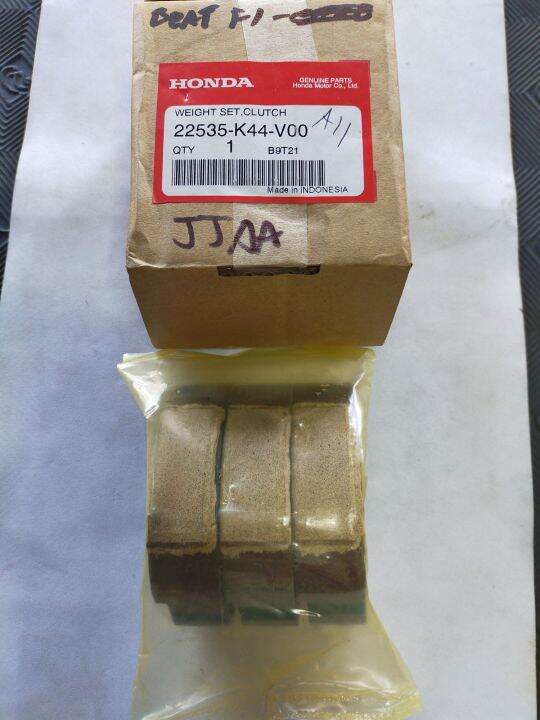 BEAT FI-
HONDA
GENUINE PARTS
Honda Motor Co., Ltd.
WEIGHT SET,CLUTCH
22535-K44-V00
A11
QTY 1 B9T21
Made in INDONESIA
JJAA